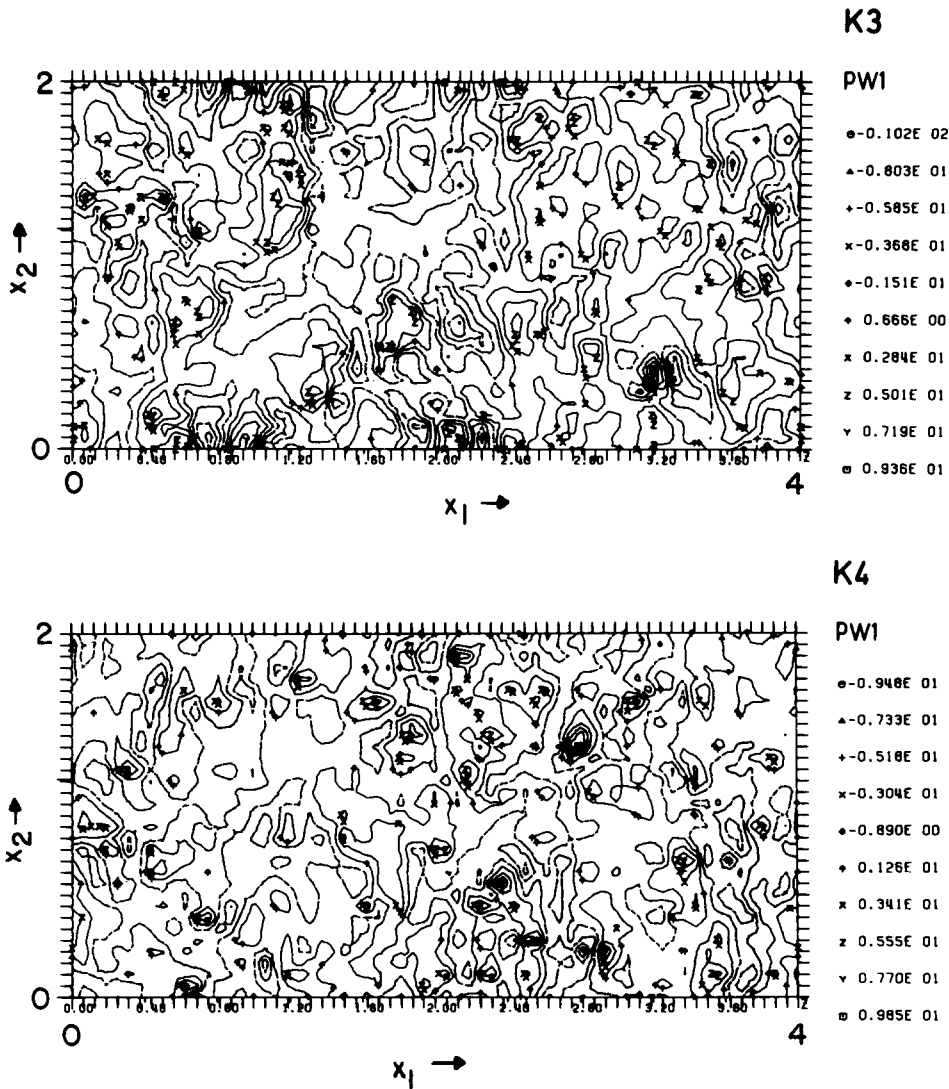 K3
PW1
-0.102E 02
-0.803E 01
-0.585E 01
-0.368E 01
-0.151E 01
0.666E 00
0.284E 01
0.501E 01
0.719E 01
0.936E 01
2
x2 →
0
0.00 0.40 0.80 1.20 1.60 2.00 2.40 2.80 3.20 3.60
0 4
x1 →
K4
PW1
-0.948E 01
-0.733E 01
-0.518E 01
-0.304E 01
-0.890E 00
0.126E 01
0.341E 01
0.555E 01
0.770E 01
0.985E 01
2
x2 →
0
0.00 0.40 0.80 1.20 1.60 2.00 2.40 2.80 3.20 3.60
0 4
x1 →